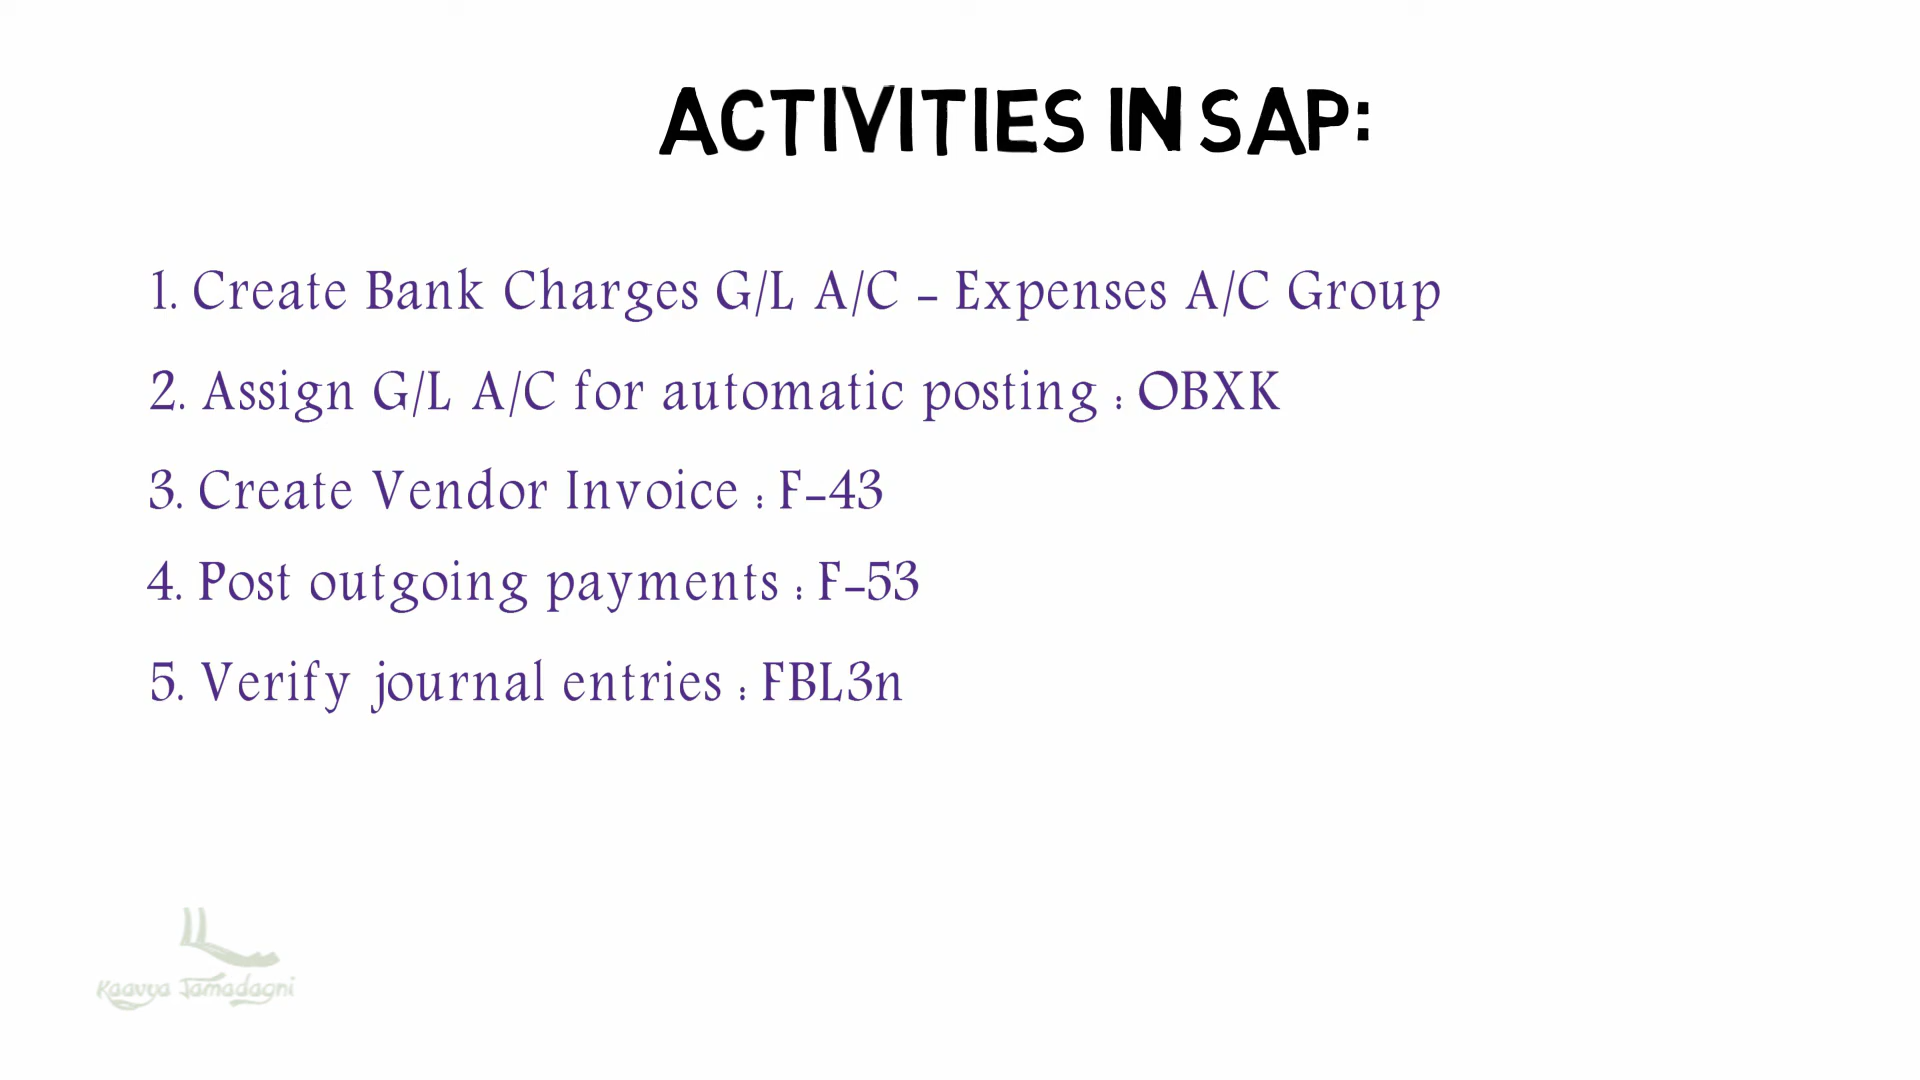 ACTIVITIES IN SAP:
1. Create Bank Charges G/L A/C - Expenses A/C Group
2. Assign G/L A/C for automatic posting : OBXK
3. Create Vendor Invoice : F-43
4. Post outgoing payments : F-53
5. Verify journal entries : FBL3n
Kaavya Jamadagni